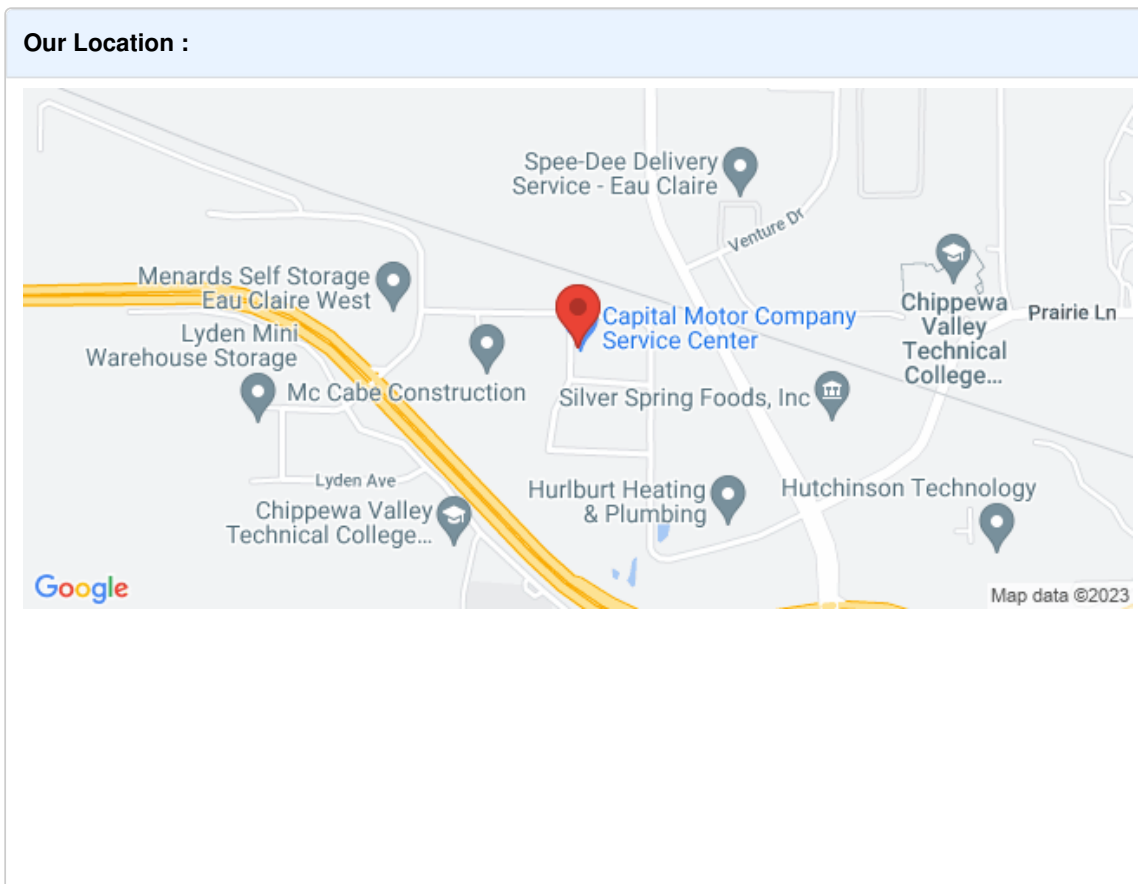 Our Location :
Spee-Dee Delivery
Service - Eau Claire
Venture Dr
Menards Self Storage
Eau Claire West
Capital Motor Company
Service Center
Chippewa
Valley
Technical
College...
Prairie Ln
Lyden Mini
Warehouse Storage
Mc Cabe Construction
Silver Spring Foods, Inc
Lyden Ave
Hurlburt Heating
& Plumbing
Hutchinson Technology
Chippewa Valley
Technical College...
Google
Map data ©2023